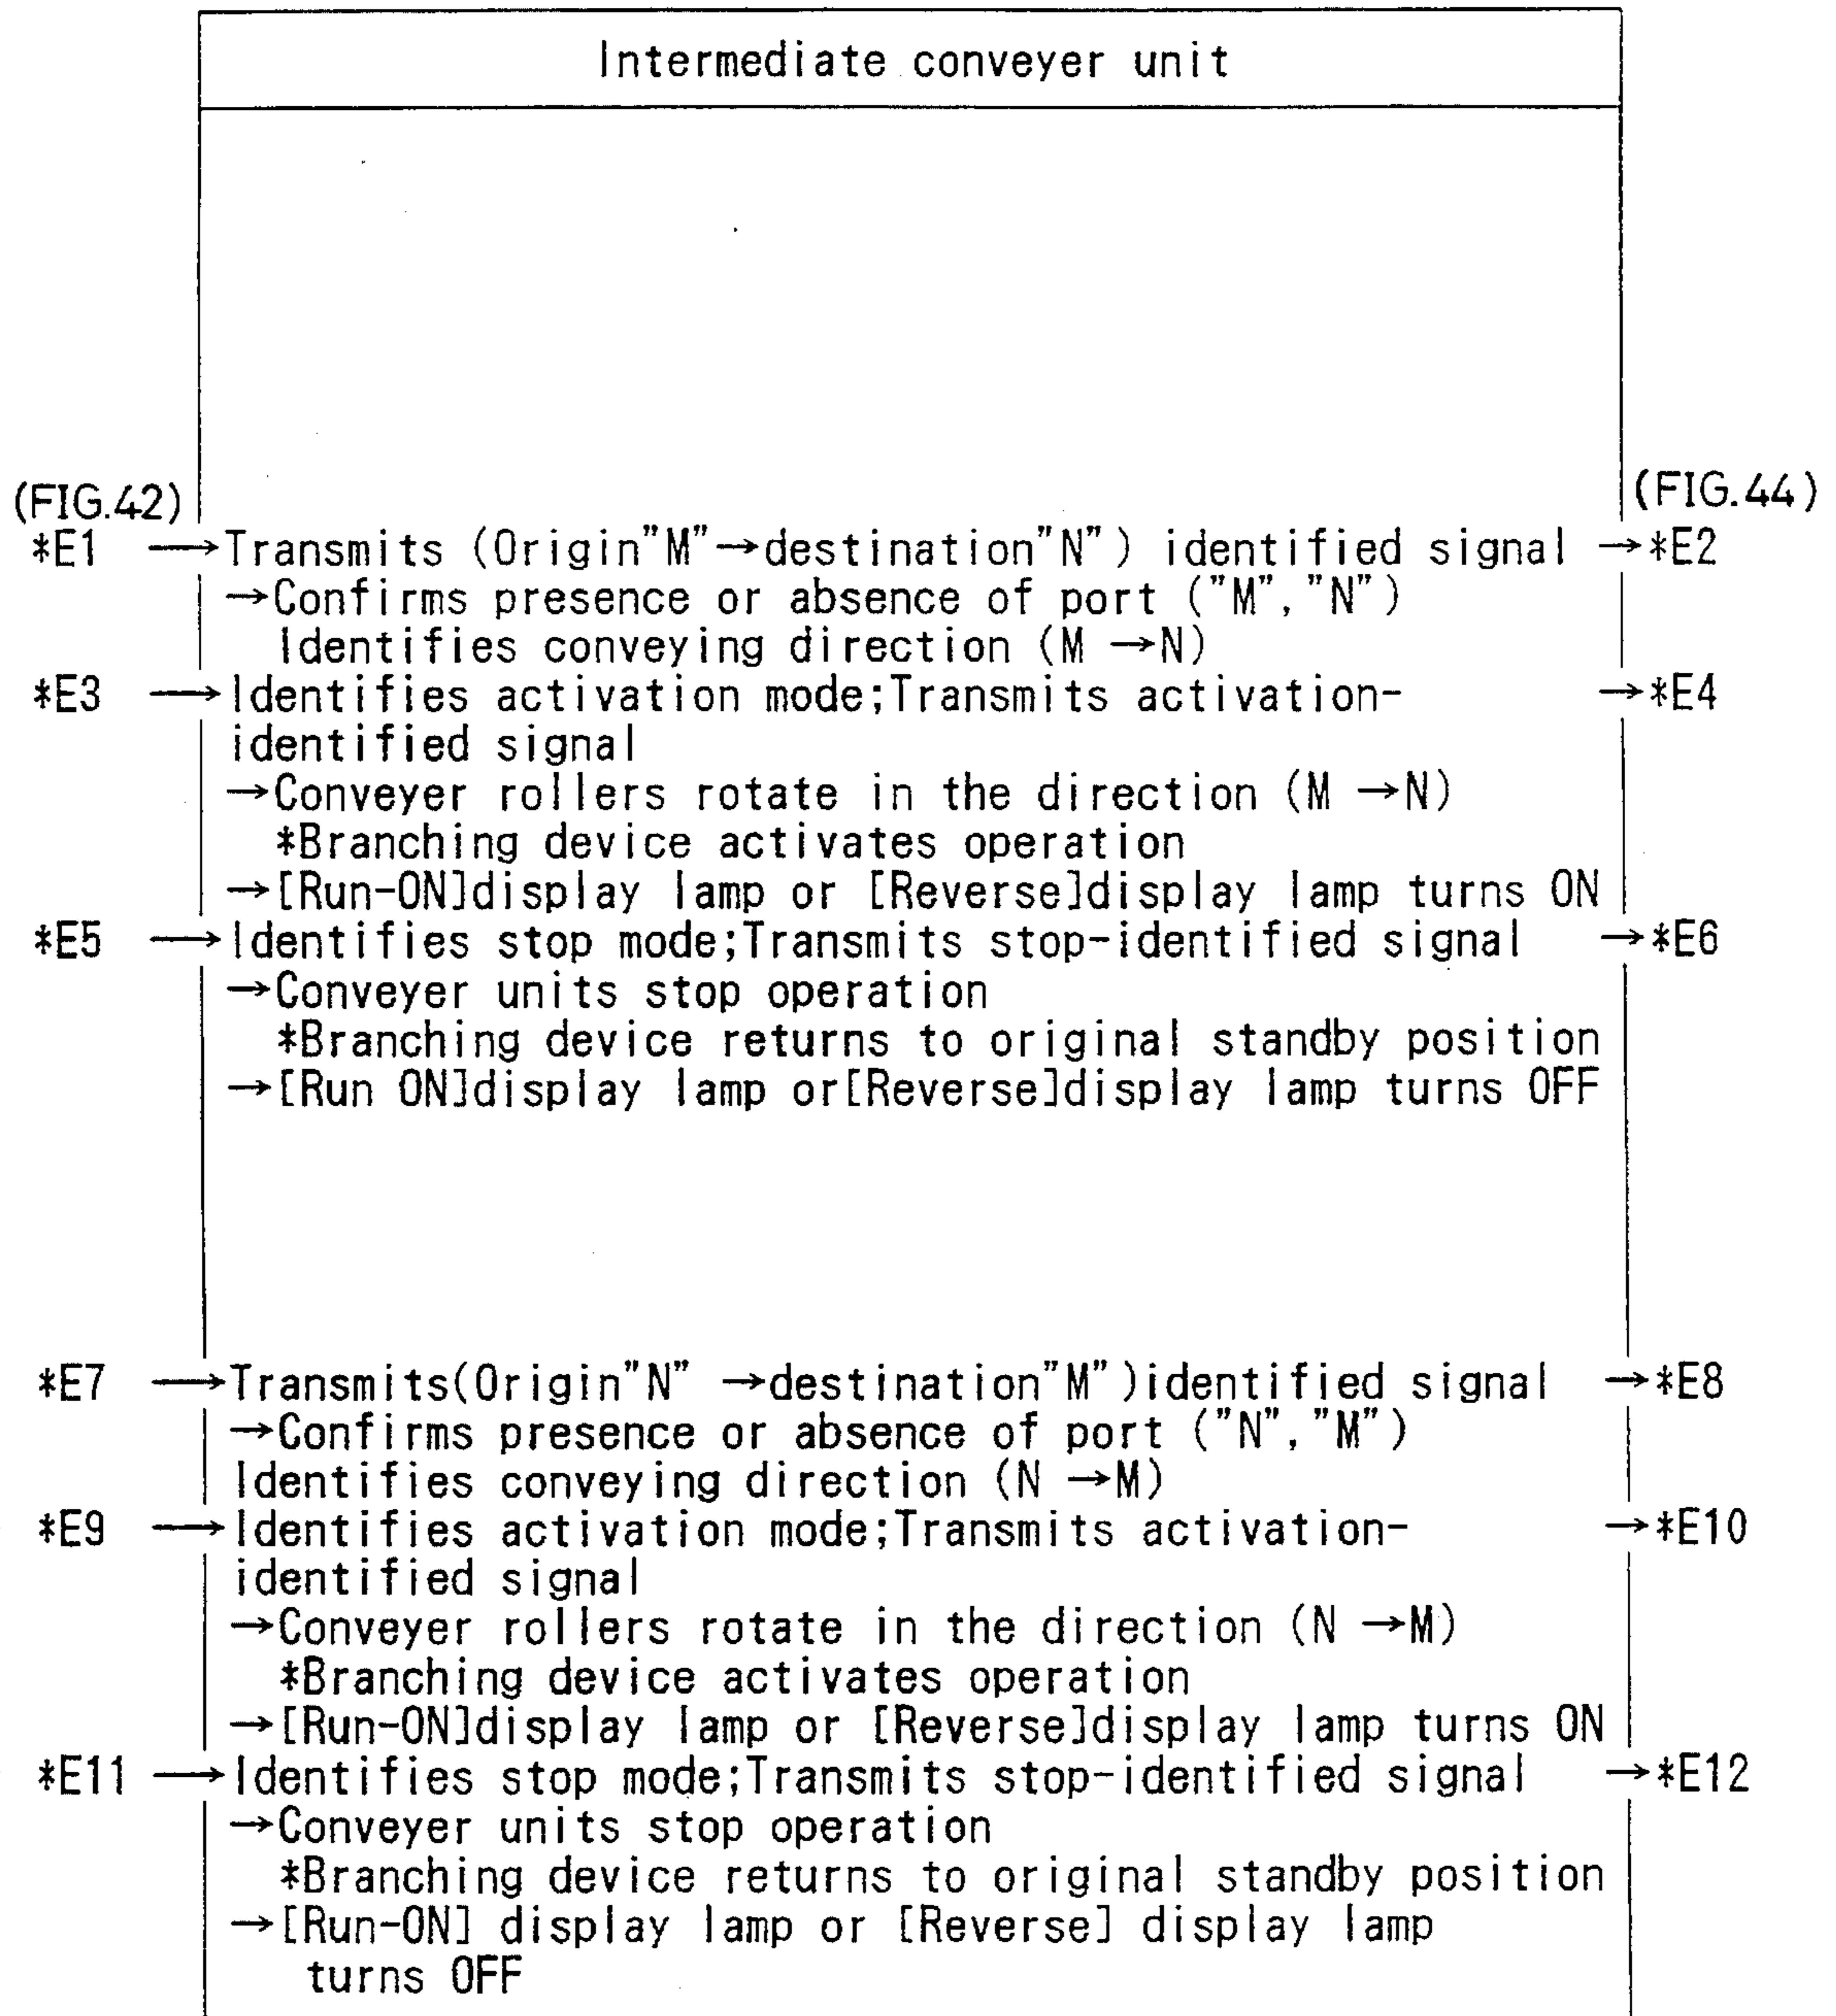 Intermediate conveyer unit
(FIG.42) (FIG.44)
*E1 →Transmits (Origin"M"→destination"N") identified signal →*E2
→Confirms presence or absence of port ("M","N")
Identifies conveying direction (M →N)
*E3 →Identifies activation mode;Transmits activation- →*E4
identified signal
→Conveyer rollers rotate in the direction (M →N)
*Branching device activates operation
→[Run-ON]display lamp or [Reverse]display lamp turns ON
*E5 →Identifies stop mode;Transmits stop-identified signal →*E6
→Conveyer units stop operation
*Branching device returns to original standby position
→[Run ON]display lamp or[Reverse]display lamp turns OFF
*E7 →Transmits(Origin"N" →destination"M")identified signal →*E8
→Confirms presence or absence of port ("N","M")
Identifies conveying direction (N →M)
*E9 →Identifies activation mode;Transmits activation- →*E10
identified signal
→Conveyer rollers rotate in the direction (N →M)
*Branching device activates operation
→[Run-ON]display lamp or [Reverse]display lamp turns ON
*E11 →Identifies stop mode;Transmits stop-identified signal →*E12
→Conveyer units stop operation
*Branching device returns to original standby position
→[Run-ON] display lamp or [Reverse] display lamp
turns OFF